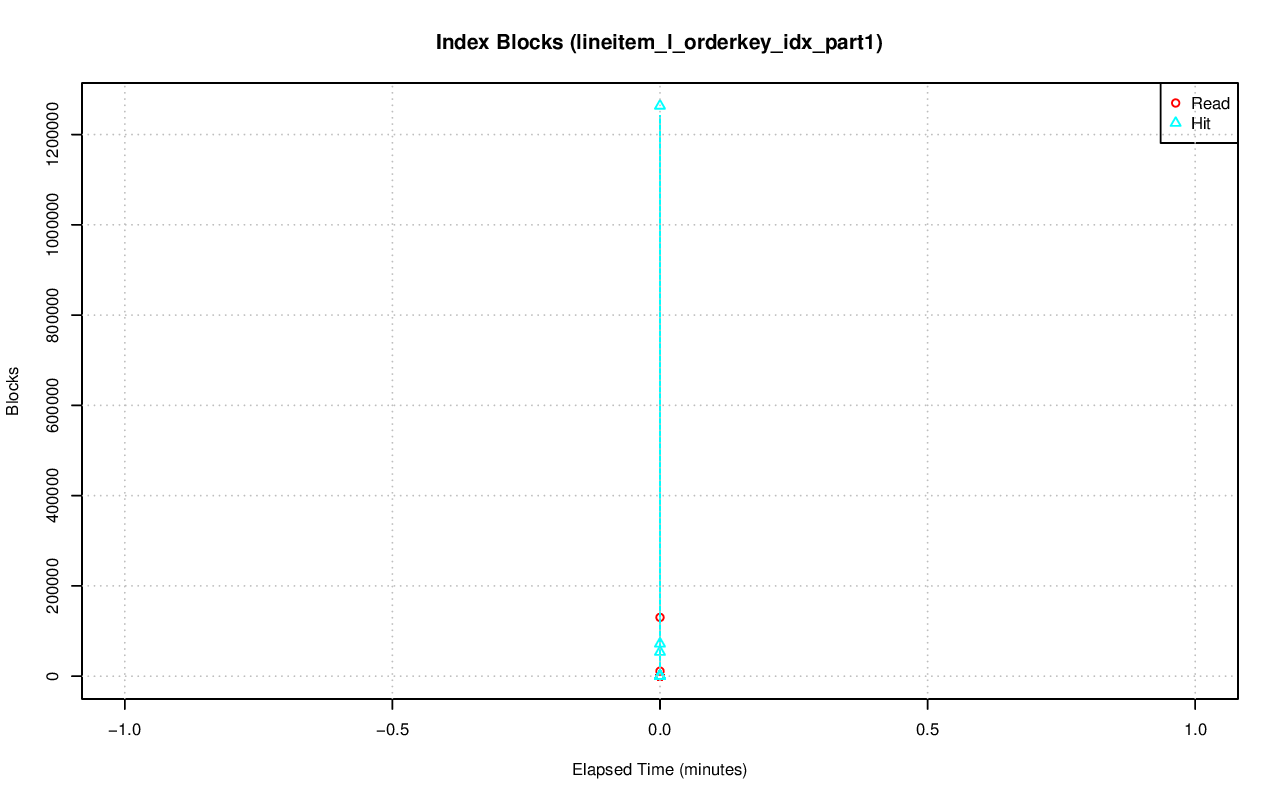 Index Blocks (lineitem_l_orderkey_idx_part1)
Read
Hit
1200000
1000000
800000
600000
400000
200000
0
Blocks
−1.0
−0.5
0.0
0.5
1.0
Elapsed Time (minutes)